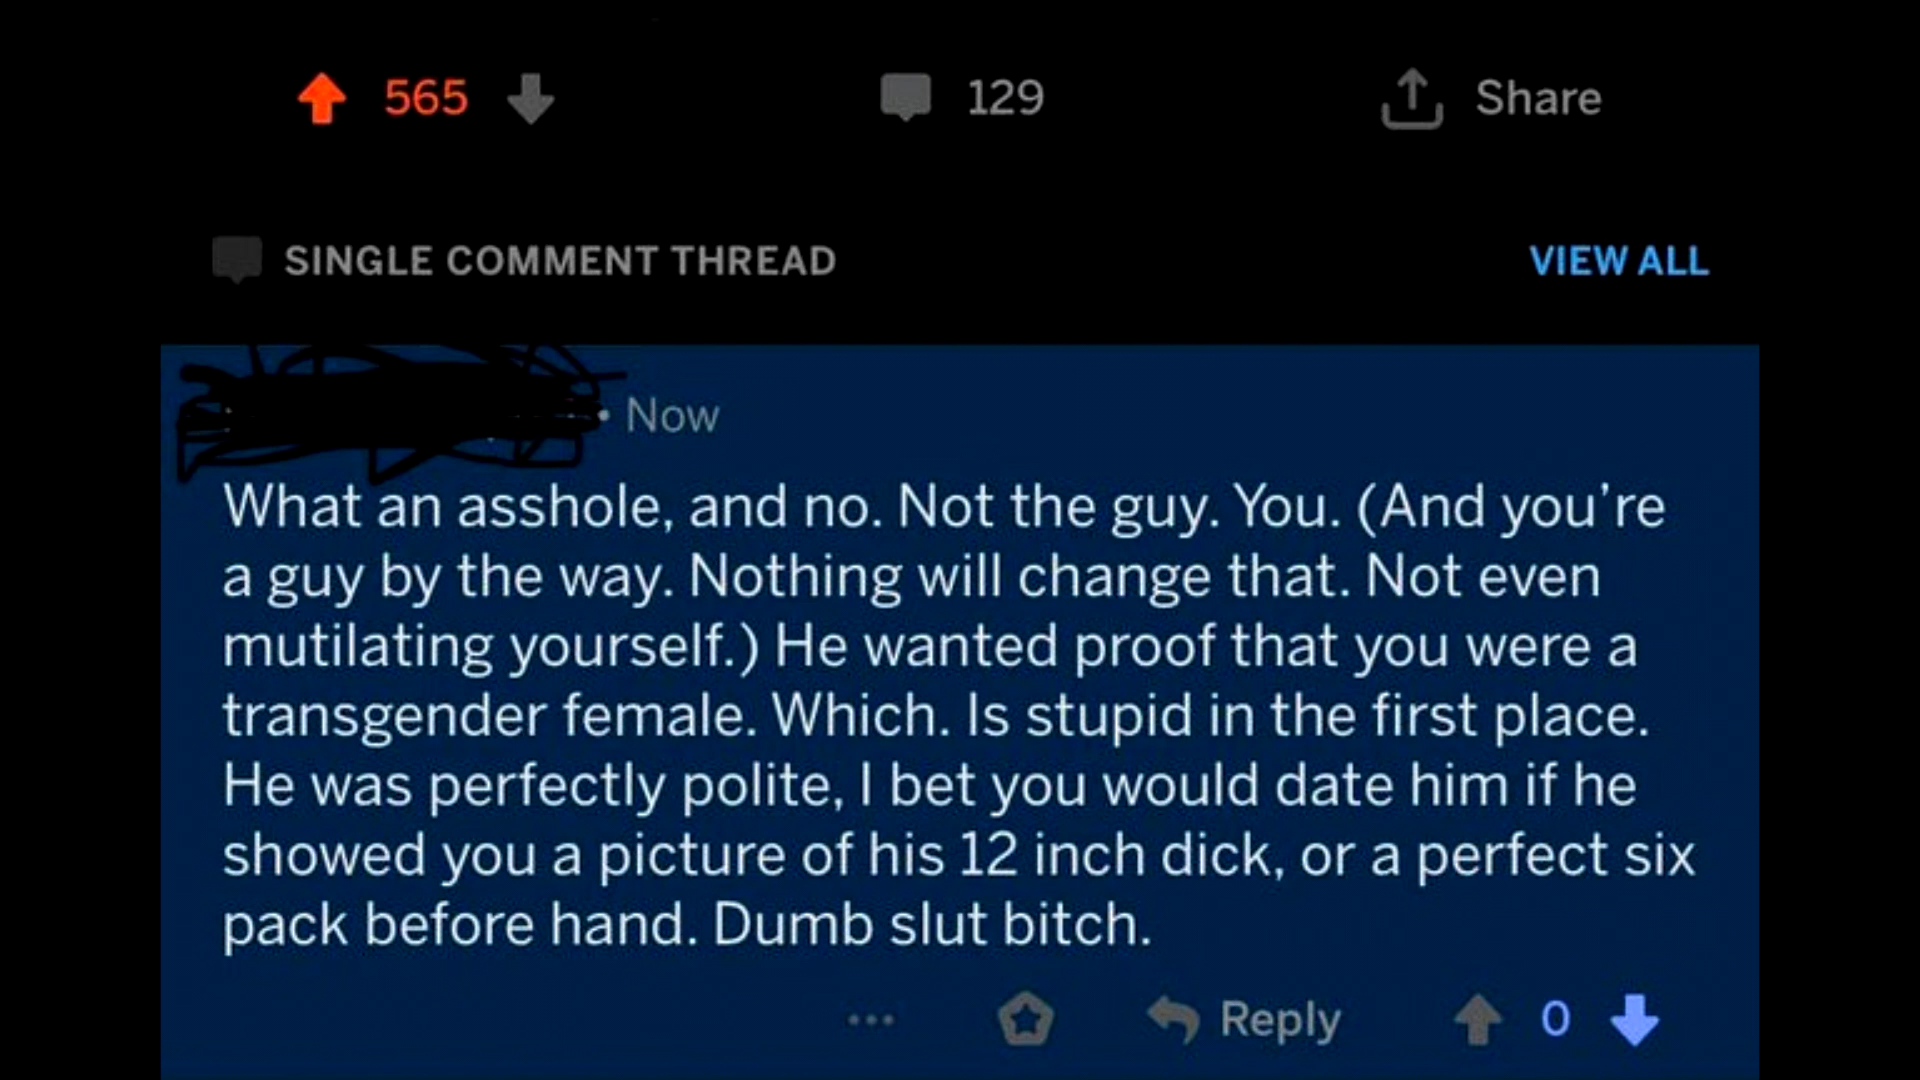 565
129
Share
SINGLE COMMENT THREAD
VIEW ALL
• Now
What an asshole, and no. Not the guy. You. (And you're
a guy by the way. Nothing will change that. Not even
mutilating yourself.) He wanted proof that you were a
transgender female. Which. Is stupid in the first place.
He was perfectly polite, I bet you would date him if he
showed you a picture of his 12 inch dick, or a perfect six
pack before hand. Dumb slut bitch.
Reply
0